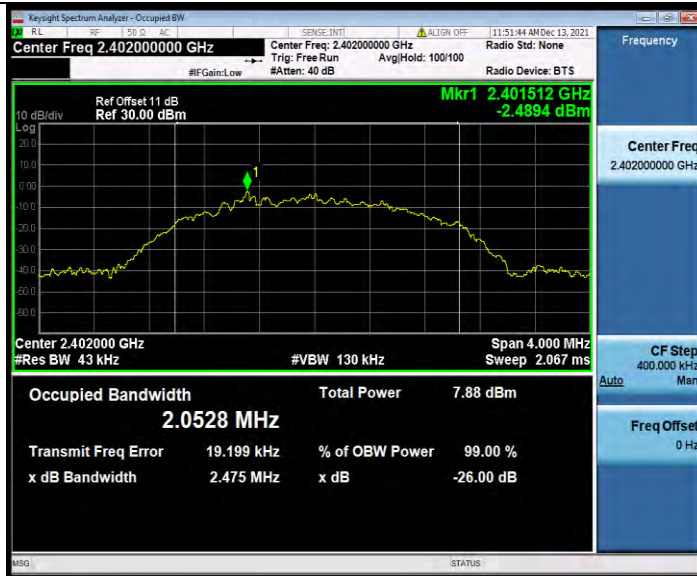 Keysight Spectrum Analyzer - Occupied BW
RL RF 50 Ω AC SENSE:INT ALIGN OFF 11:51:44 AM Dec 13, 2021
Center Freq 2.402000000 GHz Center Freq: 2.402000000 GHz Radio Std: None
Trig: Free Run Avg|Hold: 100/100
#IFGain:Low #Atten: 40 dB Radio Device: BTS
Ref Offset 11 dB Mkr1 2.401512 GHz
10 dB/div Ref 30.00 dBm -2.4894 dBm
Log
20.0
10.0
0.00
-10.0
-20.0
-30.0
-40.0
-50.0
-60.0
1
Center 2.402000 GHz Span 4.000 MHz
#Res BW 43 kHz #VBW 130 kHz Sweep 2.067 ms
Occupied Bandwidth Total Power 7.88 dBm
2.0528 MHz
Transmit Freq Error 19.199 kHz % of OBW Power 99.00 %
x dB Bandwidth 2.475 MHz x dB -26.00 dB
MSG STATUS
Frequency
Center Freq
2.402000000 GHz
CF Step
400.000 kHz
Auto Man
Freq Offset
0 Hz